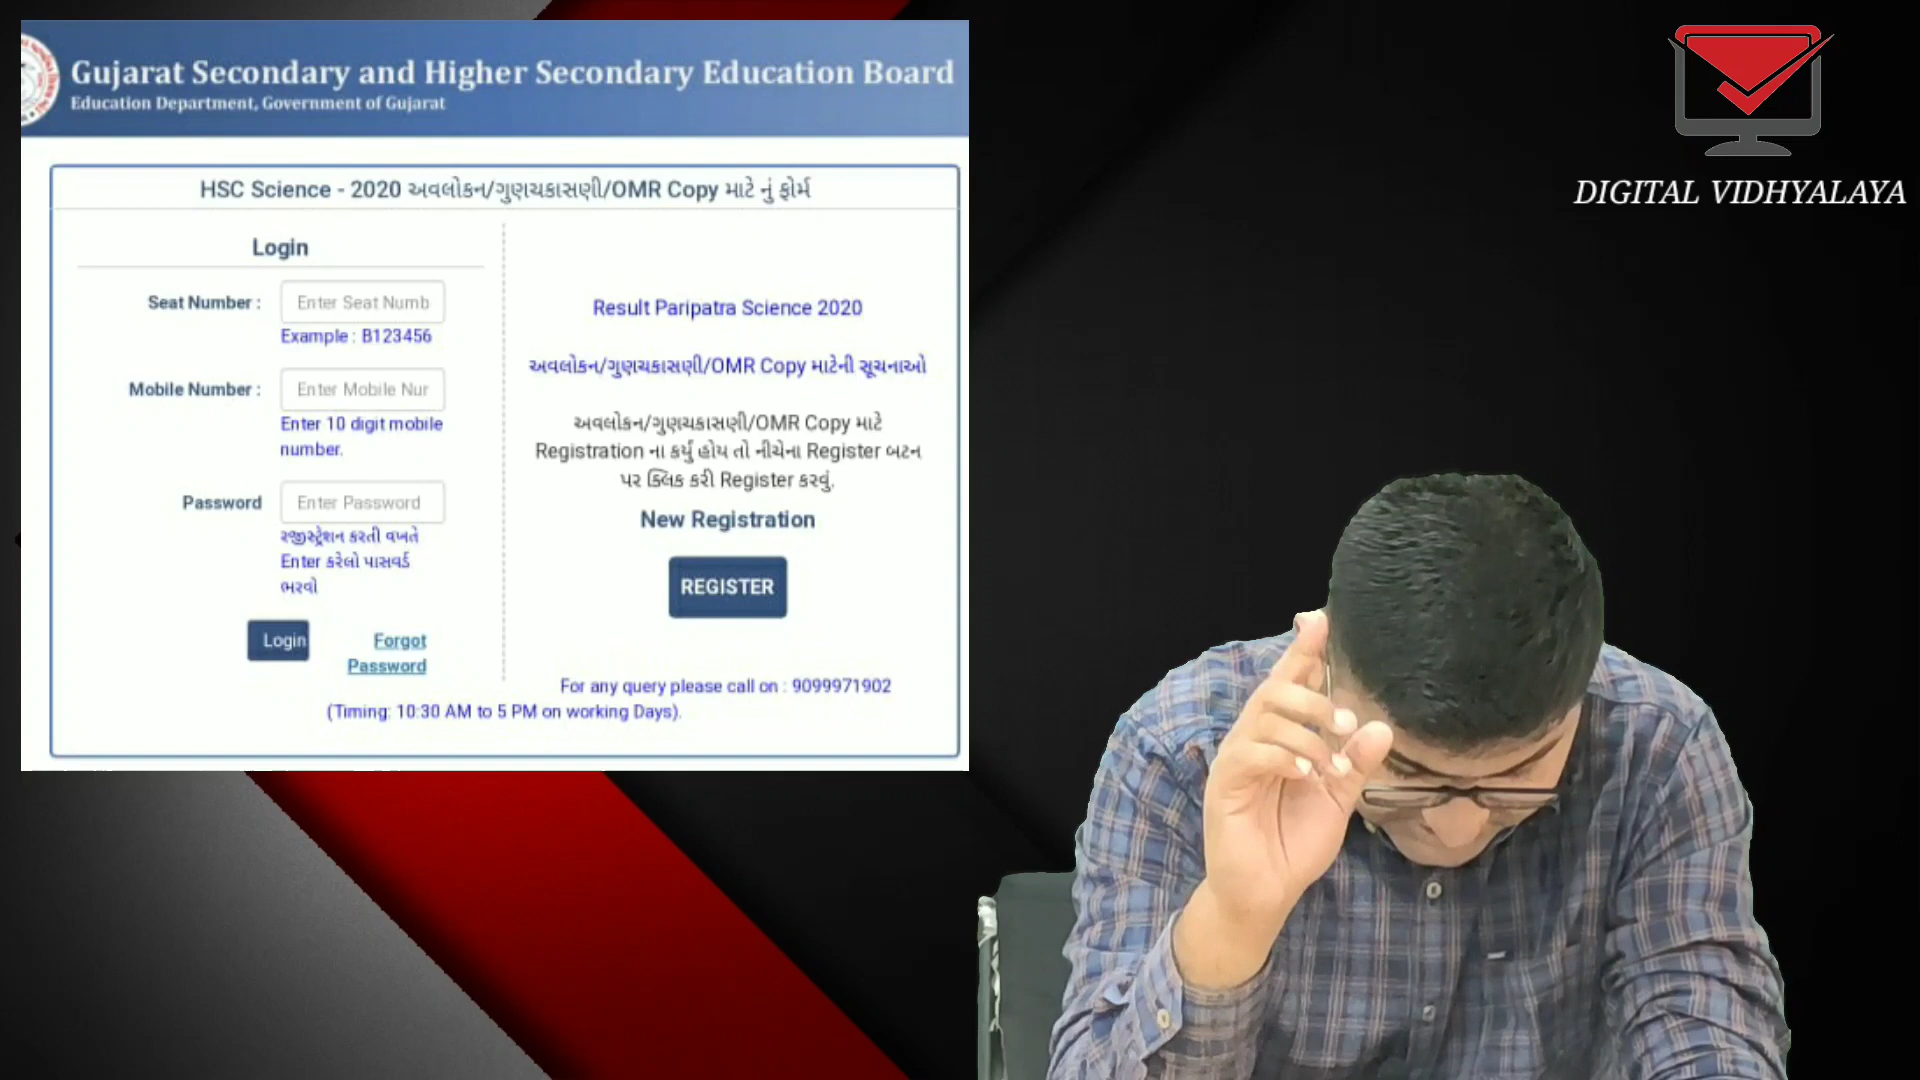 Gujarat Secondary and Higher Secondary Education Board
Education Department, Government of Gujarat
HSC Science - 2020 અવલોકન/ગુણચકાસણી/OMR Copy માટે નું ફોર્મ
Login
Seat Number :
Enter Seat Numb
Example : B123456
Mobile Number :
Enter Mobile Nur
Enter 10 digit mobile
number.
Password
Enter Password
રજીસ્ટ્રેશન કરતી વખતે
Enter કરેલો પાસવર્ડ
ભરવો
Login
Forgot
Password
Result Paripatra Science 2020
અવલોકન/ગુણચકાસણી/OMR Copy માટેની સૂચનાઓ
અવલોકન/ગુણચકાસણી/OMR Copy માટે
Registration ના કર્યું હોય તો નીચેના Register બટન
પર ક્લિક કરી Register કરવું.
New Registration
REGISTER
For any query please call on : 9099971902
(Timing: 10:30 AM to 5 PM on working Days).
DIGITAL VIDHYALAYA